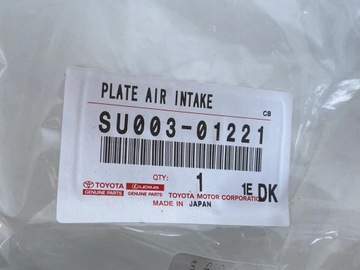 PLATE AIR INTAKE
CB
SU003-01221
QTY: 1 1E DK
TOYOTA LEXUS
GENUINE PARTS GENUINE PARTS TOYOTA MOTOR CORPORATION
MADE IN JAPAN